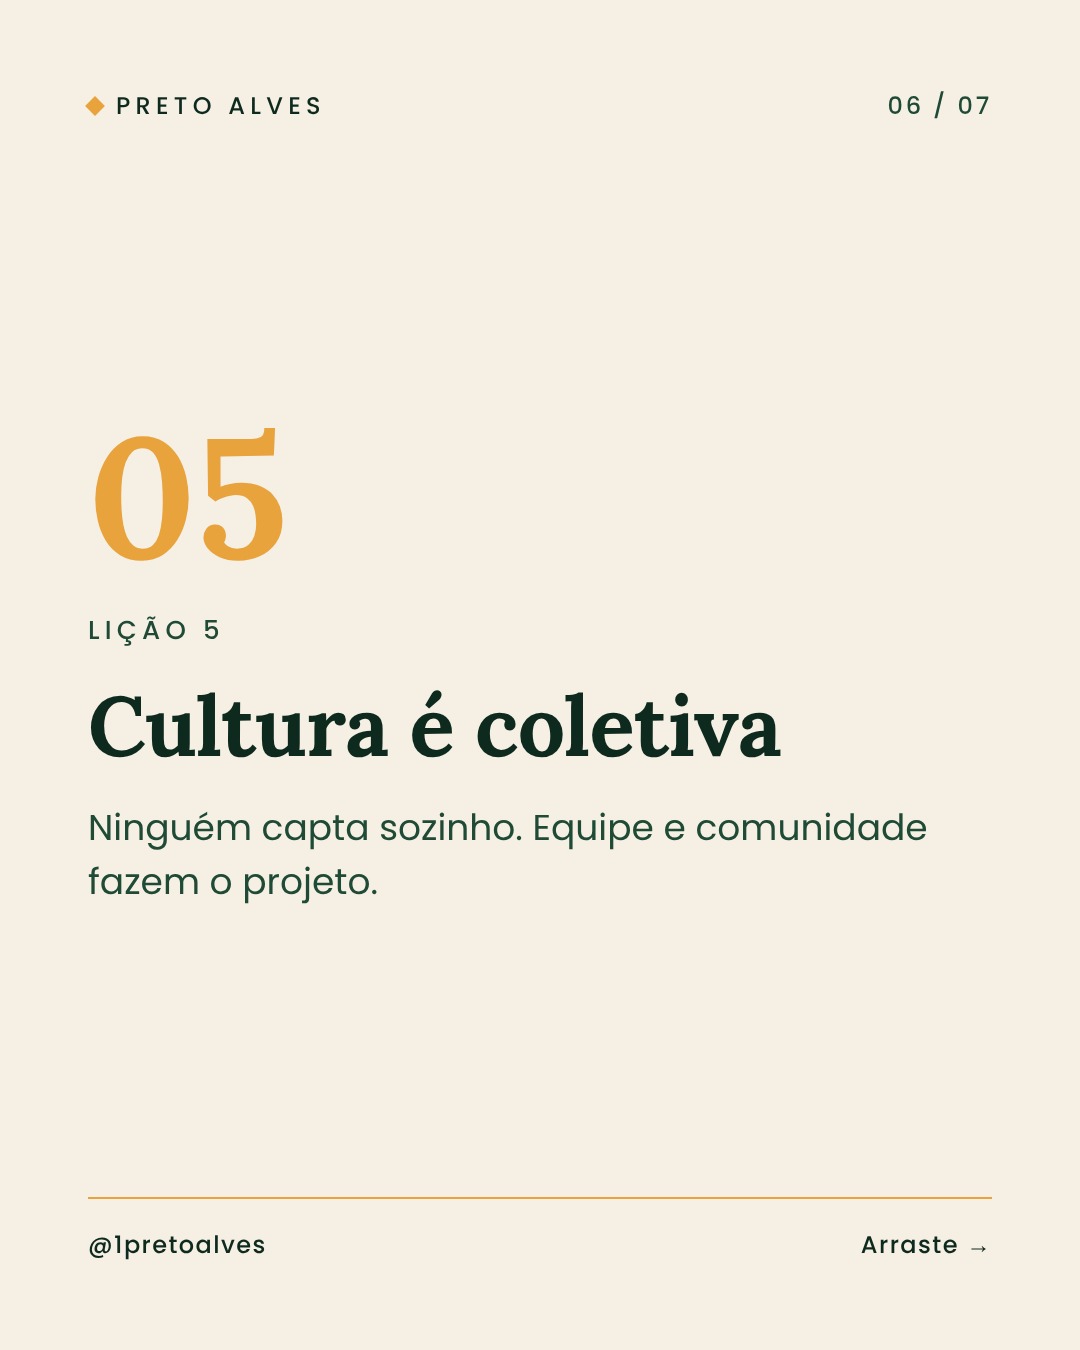 PRETO ALVES
06 / 07
05
LIÇÃO 5
Cultura é coletiva
Ninguém capta sozinho. Equipe e comunidade
fazem o projeto.
@1pretoalves
Arraste →